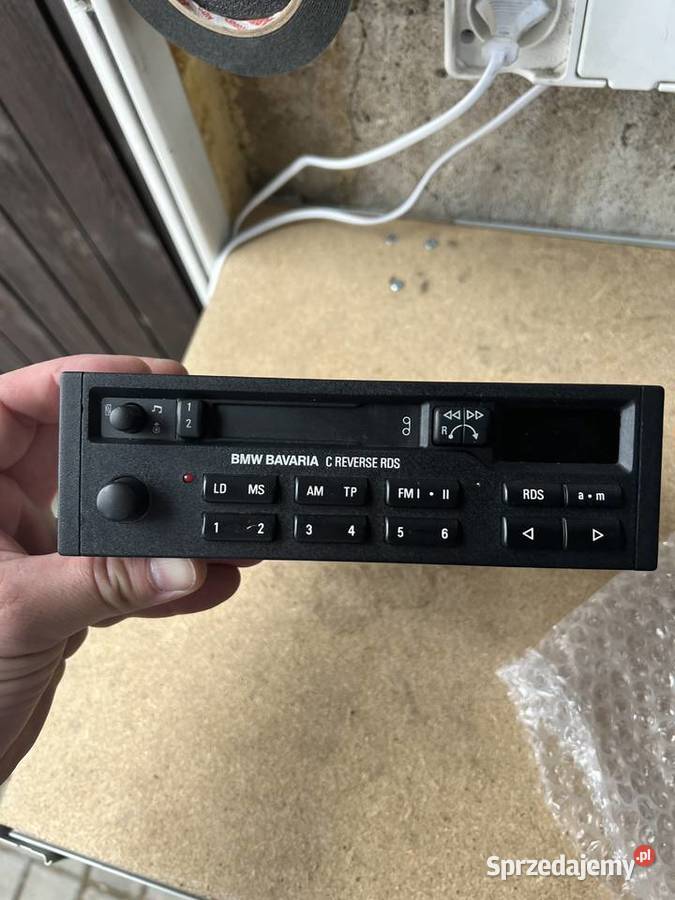 1
2
R
BMW BAVARIA C REVERSE RDS
LD MS AM TP FM I • II RDS a•m
1 2 3 4 5 6
Sprzedajemy.pl